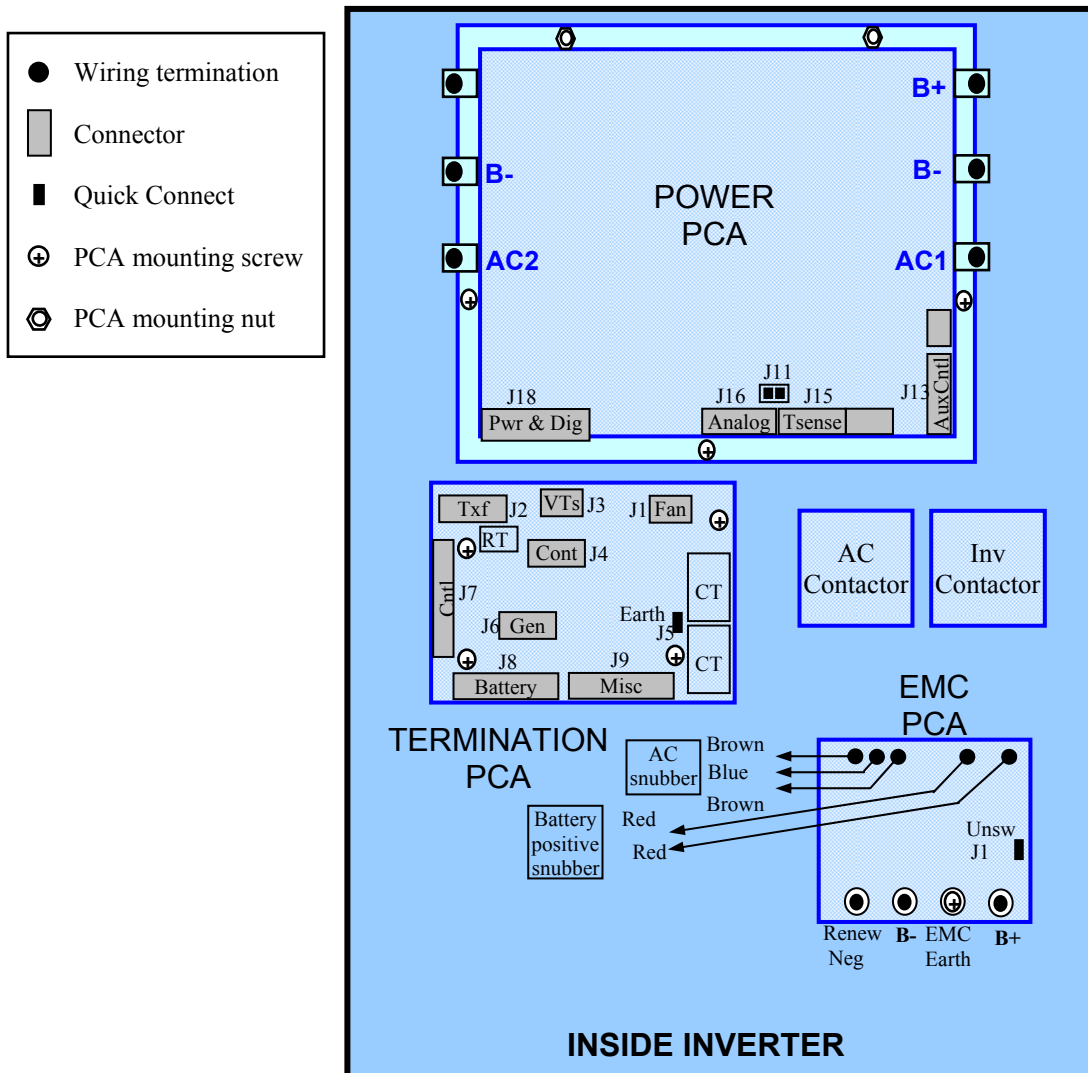 Wiring termination
Connector
Quick Connect
PCA mounting screw
PCA mounting nut
B+
B-
B-
POWER
PCA
AC2
AC1
J11
J18
J16
J15
J13
AuxCntl
Pwr & Dig
Analog
Tsense
Txf
J2
VTs
J3
J1
Fan
RT
Cont
J4
Cntl
J7
CT
Earth
J6
Gen
J5
CT
J8
J9
Battery
Misc
TERMINATION
PCA
AC
Contactor
Inv
Contactor
EMC
PCA
AC
snubber
Brown
Blue
Brown
Battery
positive
snubber
Red
Red
Unsw
J1
Renew
Neg
B-
EMC
Earth
B+
INSIDE INVERTER